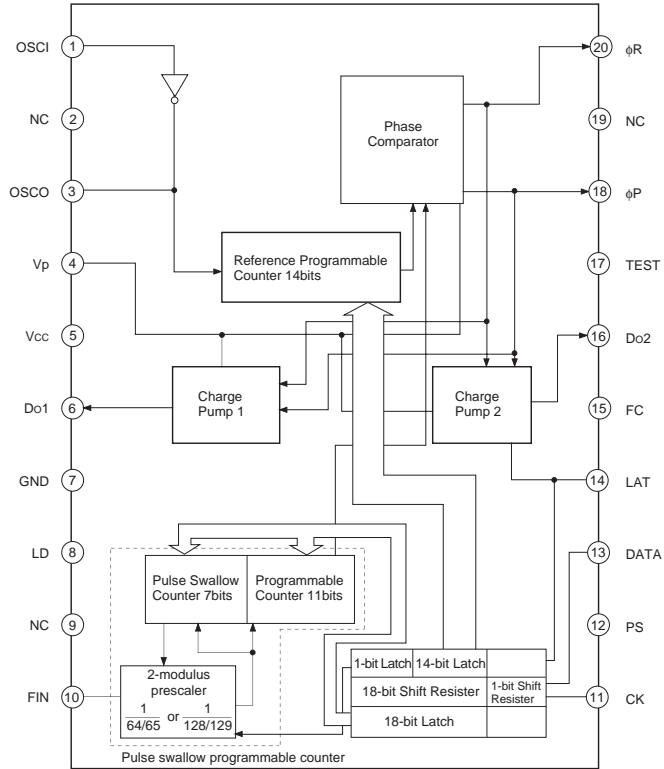 OSCI 1
NC 2
OSCO 3
Vp 4
Vcc 5
Do1 6
GND 7
LD 8
NC 9
FIN 10
20 ϕR
19 NC
18 ϕP
17 TEST
16 Do2
15 FC
14 LAT
13 DATA
12 PS
11 CK
Phase
Comparator
Reference Programmable
Counter 14bits
Charge
Pump 1
Charge
Pump 2
Pulse Swallow
Counter 7bits
Programmable
Counter 11bits
2-modulus
prescaler
1/64/65 or 1/128/129
Pulse swallow programmable counter
1-bit Latch 14-bit Latch
18-bit Shift Resister
1-bit Shift
Resister
18-bit Latch